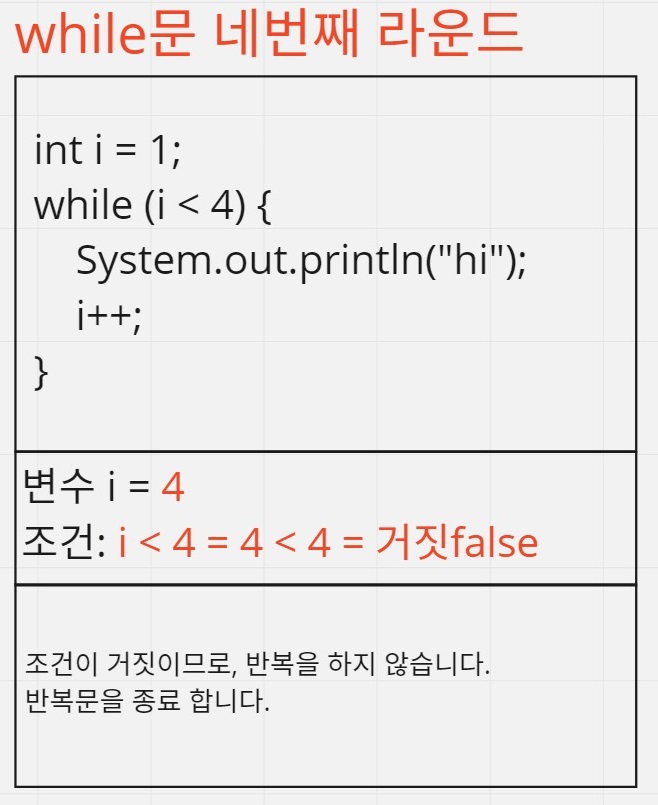 while문 네번째 라운드
int i = 1;
while (i < 4) {
System.out.println("hi");
i++;
}
변수 i = 4
조건: i < 4 = 4 < 4 = 거짓false
조건이 거짓이므로, 반복을 하지 않습니다.
반복문을 종료 합니다.